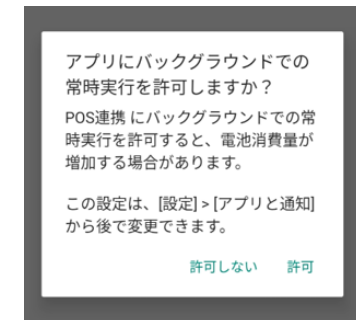 アプリにバックグラウンドでの
常時実行を許可しますか？
POS連携 にバックグラウンドでの常
時実行を許可すると、電池消費量が
増加する場合があります。
この設定は、[設定] > [アプリと通知]
から後で変更できます。
許可しない 許可